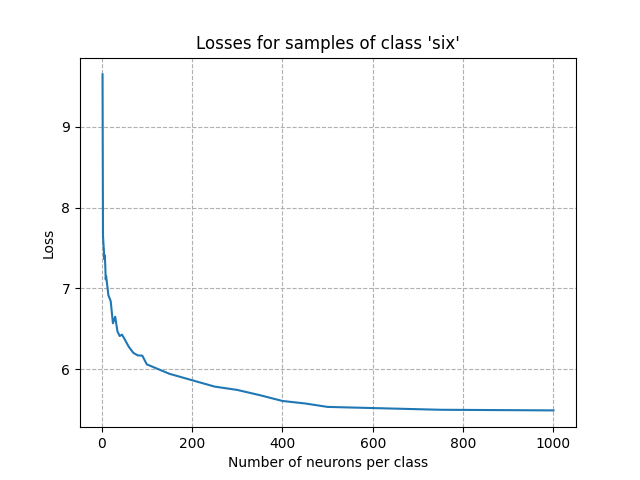 Losses for samples of class 'six'
Loss
9
8
7
6
0 200 400 600 800 1000
Number of neurons per class